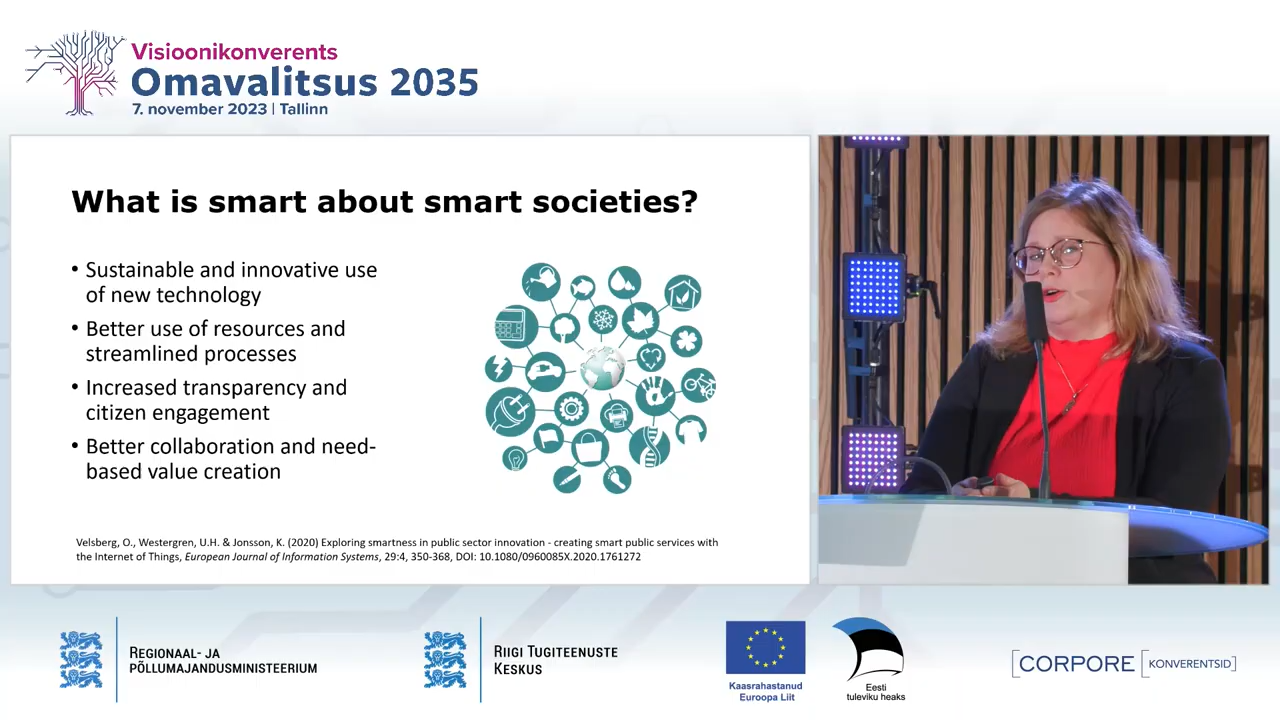 Visioonikonverents
Omavalitsus 2035
7. november 2023 | Tallinn
What is smart about smart societies?
• Sustainable and innovative use
of new technology
• Better use of resources and
streamlined processes
• Increased transparency and
citizen engagement
• Better collaboration and need-
based value creation
Velsberg, O., Westergren, U.H. & Jonsson, K. (2020) Exploring smartness in public sector innovation - creating smart public services with
the Internet of Things, European Journal of Information Systems, 29:4, 350-368, DOI: 10.1080/0960085X.2020.1761272
REGIONAAL- JA
PÕLLUMAJANDUSMINISTEERIUM
RIIGI TUGITEENUSTE
KESKUS
Kaasrahastanud
Euroopa Liit
Eesti
tuleviku heaks
[CORPORE [KONVERENTSID]